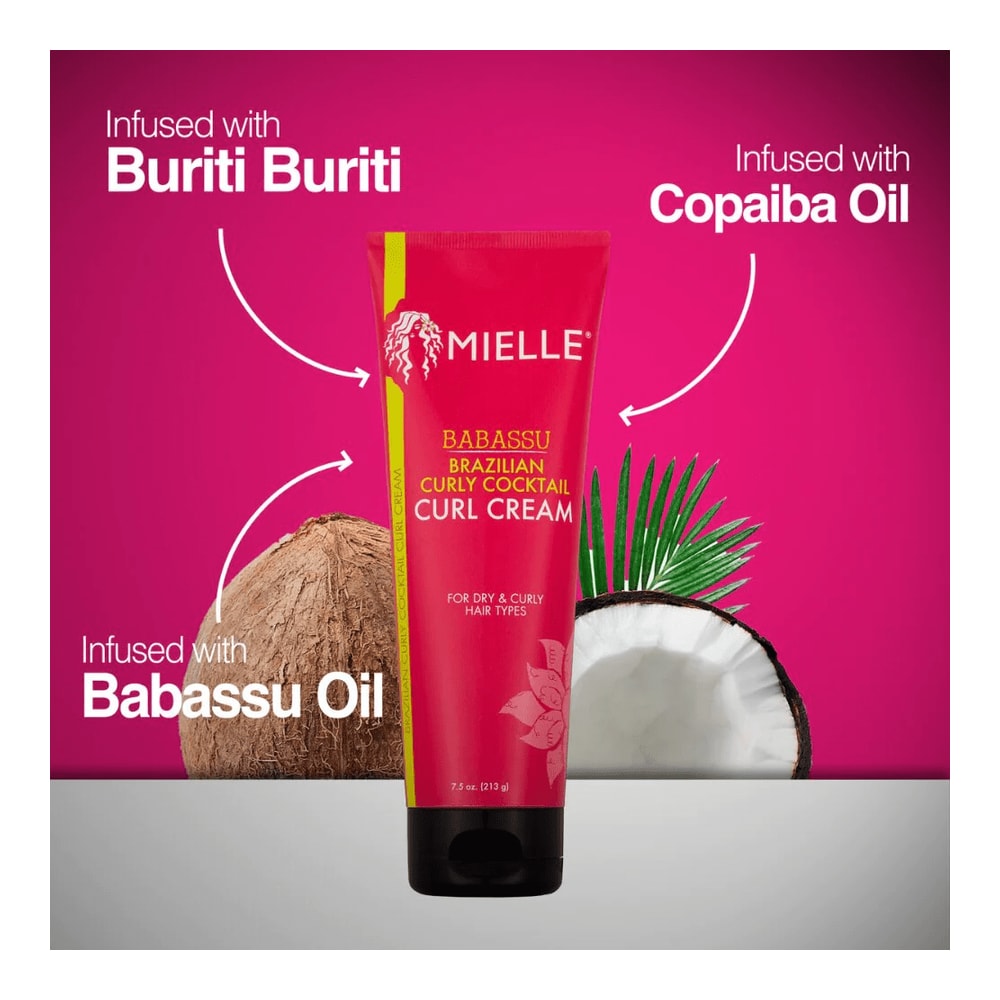 Infused with
Buriti Buriti
Infused with
Copaiba Oil
MIELLE®
BABASSU
BRAZILIAN
CURLY COCKTAIL
CURL CREAM
FOR DRY & CURLY
HAIR TYPES
BRAZILIAN CURLY COCKTAIL CURL CREAM
Infused with
Babassu Oil
7.5 oz. (213 g)